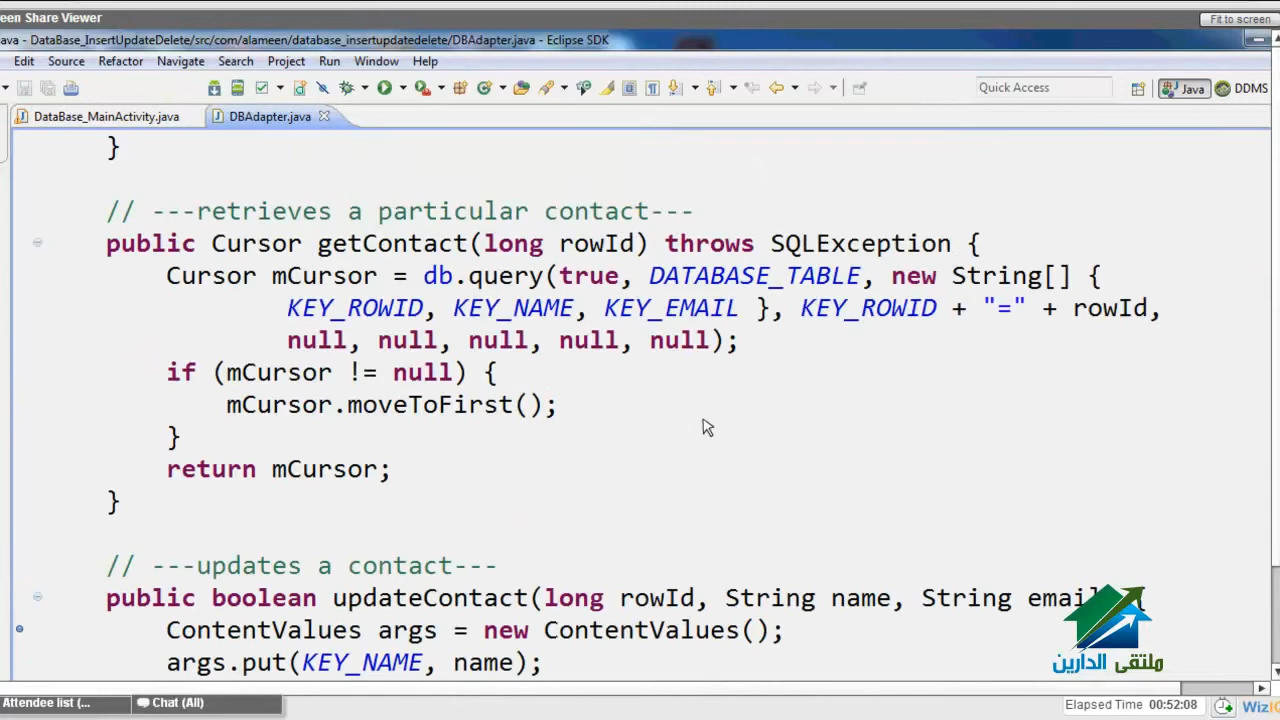 een Share Viewer
Fit to screen
ava - DataBase_InsertUpdateDelete/src/com/alameen/database_insertupdatedelete/DBAdapter.java - Eclipse SDK
Edit Source Refactor Navigate Search Project Run Window Help
Quick Access
Java
DDMS
DataBase_MainActivity.java
DBAdapter.java
}
// ---retrieves a particular contact---
public Cursor getContact(long rowId) throws SQLException {
Cursor mCursor = db.query(true, DATABASE_TABLE, new String[] {
KEY_ROWID, KEY_NAME, KEY_EMAIL }, KEY_ROWID + "=" + rowId,
null, null, null, null, null);
if (mCursor != null) {
mCursor.moveToFirst();
}
return mCursor;
}
// ---updates a contact---
public boolean updateContact(long rowId, String name, String email) {
ContentValues args = new ContentValues();
args.put(KEY_NAME, name);
ملتقى الدارين
Attendee list (...
Chat (All)
Elapsed Time 00:52:08
WizI